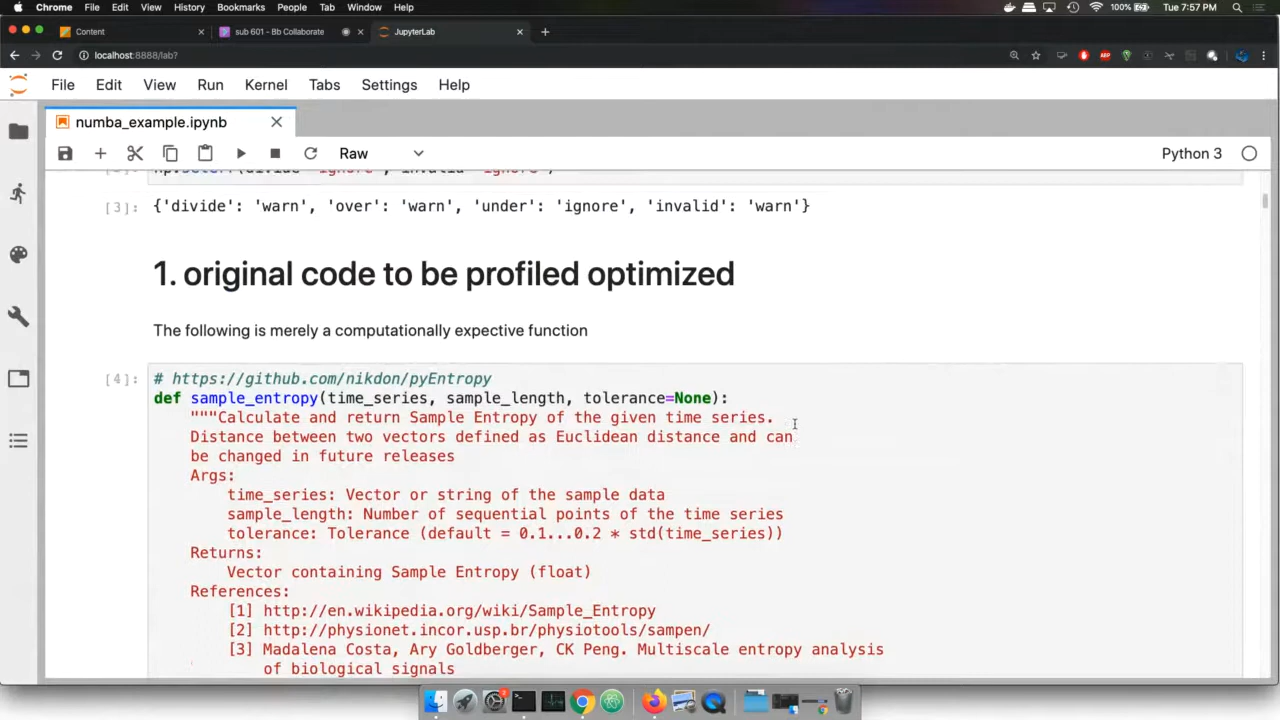 Chrome File Edit View History Bookmarks People Tab Window Help 100% Tue 7:57 PM
Content sub 601 - Bb Collaborate JupyterLab
localhost:8888/lab?
File Edit View Run Kernel Tabs Settings Help
numba_example.ipynb
Raw Python 3
[3]: {'divide': 'warn', 'over': 'warn', 'under': 'ignore', 'invalid': 'warn'}
1. original code to be profiled optimized
The following is merely a computationally expective function
[4]: # https://github.com/nikdon/pyEntropy
def sample_entropy(time_series, sample_length, tolerance=None):
"""Calculate and return Sample Entropy of the given time series.
Distance between two vectors defined as Euclidean distance and can
be changed in future releases
Args:
time_series: Vector or string of the sample data
sample_length: Number of sequential points of the time series
tolerance: Tolerance (default = 0.1...0.2 * std(time_series))
Returns:
Vector containing Sample Entropy (float)
References:
[1] http://en.wikipedia.org/wiki/Sample_Entropy
[2] http://physionet.incor.usp.br/physiotools/sampen/
[3] Madalena Costa, Ary Goldberger, CK Peng. Multiscale entropy analysis
of biological signals